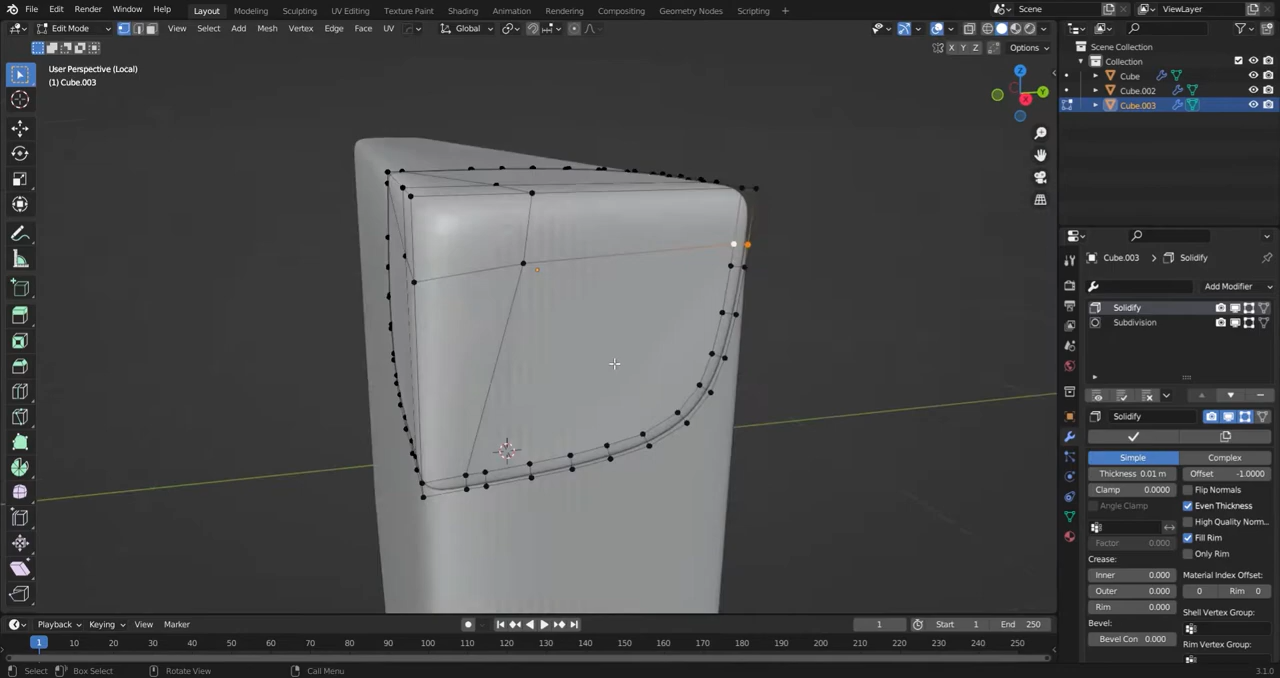 File Edit Render Window Help Layout Modeling Sculpting UV Editing Texture Paint Shading Animation Rendering Compositing Geometry Nodes Scripting Scene ViewLayer
Edit Mode View Select Add Mesh Vertex Edge Face UV Global
X Y Z Options
User Perspective (Local)
(1) Cube.003
Z
Y
X
Scene Collection
Collection
Cube
Cube.002
Cube.003
Cube.003 > Solidify
Add Modifier
Solidify
Subdivision
Solidify
Simple Complex
Thickness 0.01 m Offset -1.0000
Clamp 0.0000 Flip Normals
Angle Clamp Even Thickness
High Quality Norm...
Factor 0.000 Fill Rim
Crease: Only Rim
Inner 0.000 Material Index Offset:
Outer 0.000 0 Rim 0
Rim 0.000 Shell Vertex Group:
Bevel:
Bevel Con 0.000 Rim Vertex Group:
Playback Keying View Marker 1 Start 1 End 250
1 10 20 30 40 50 60 70 80 90 100 110 120 130 140 150 160 170 180 190 200 210 220 230 240 250
Select Box Select Rotate View Call Menu 3.1.0